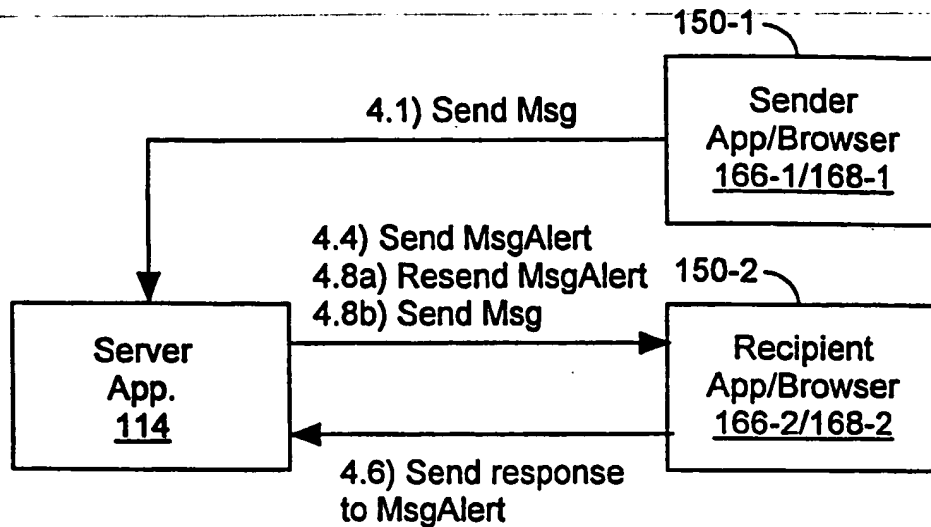 150-1
Sender
App/Browser
166-1/168-1
4.1) Send Msg
4.4) Send MsgAlert
4.8a) Resend MsgAlert
4.8b) Send Msg
150-2
Server
App.
114
Recipient
App/Browser
166-2/168-2
4.6) Send response
to MsgAlert